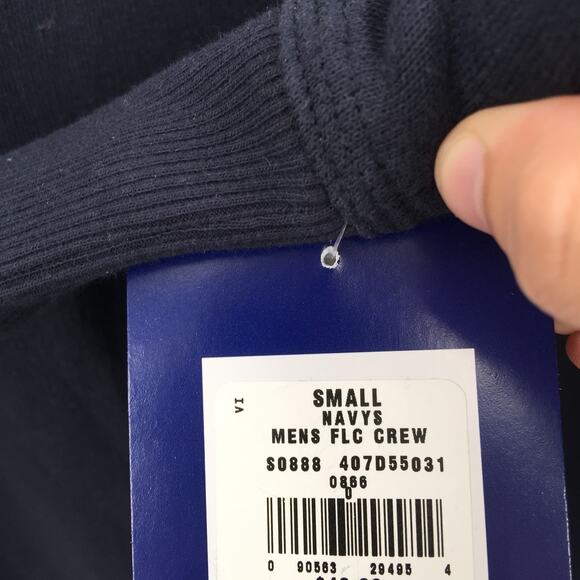 VI
SMALL
NAVYS
MENS FLC CREW
S0888 407D55031
0866
0
0 90563 29495 4